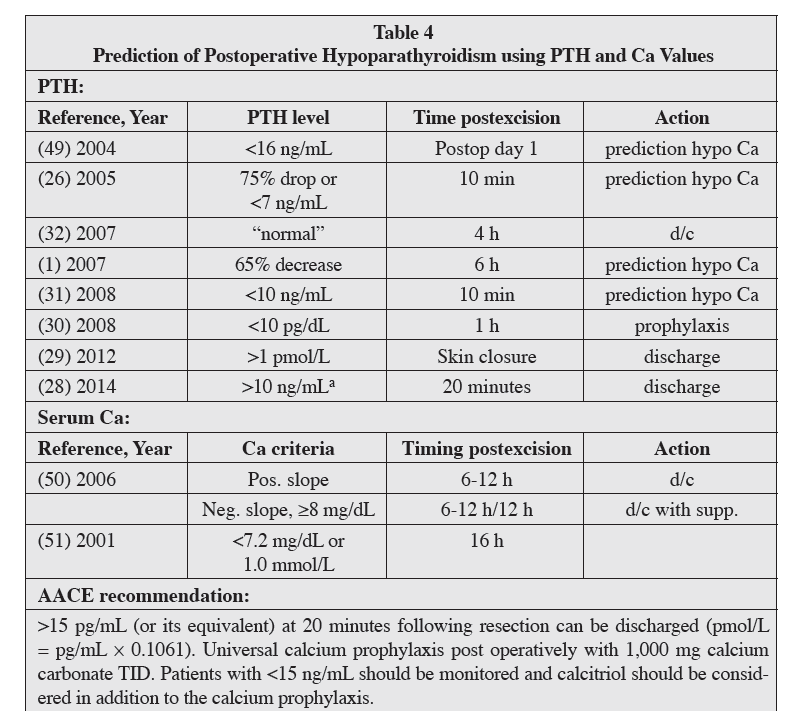 Table 4
Prediction of Postoperative Hypoparathyroidism using PTH and Ca Values
PTH:
Reference, Year PTH level Time postexcision Action
(49) 2004 <16 ng/mL Postop day 1 prediction hypo Ca
(26) 2005 75% drop or 10 min prediction hypo Ca
<7 ng/mL
(32) 2007 “normal” 4 h d/c
(1) 2007 65% decrease 6 h prediction hypo Ca
(31) 2008 <10 ng/mL 10 min prediction hypo Ca
(30) 2008 <10 pg/dL 1 h prophylaxis
(29) 2012 >1 pmol/L Skin closure discharge
(28) 2014 >10 ng/mLᵃ 20 minutes discharge
Serum Ca:
Reference, Year Ca criteria Timing postexcision Action
(50) 2006 Pos. slope 6-12 h d/c
Neg. slope, ≥8 mg/dL 6-12 h/12 h d/c with supp.
(51) 2001 <7.2 mg/dL or 16 h
1.0 mmol/L
AACE recommendation:
>15 pg/mL (or its equivalent) at 20 minutes following resection can be discharged (pmol/L
= pg/mL × 0.1061). Universal calcium prophylaxis post operatively with 1,000 mg calcium
carbonate TID. Patients with <15 ng/mL should be monitored and calcitriol should be consid-
ered in addition to the calcium prophylaxis.